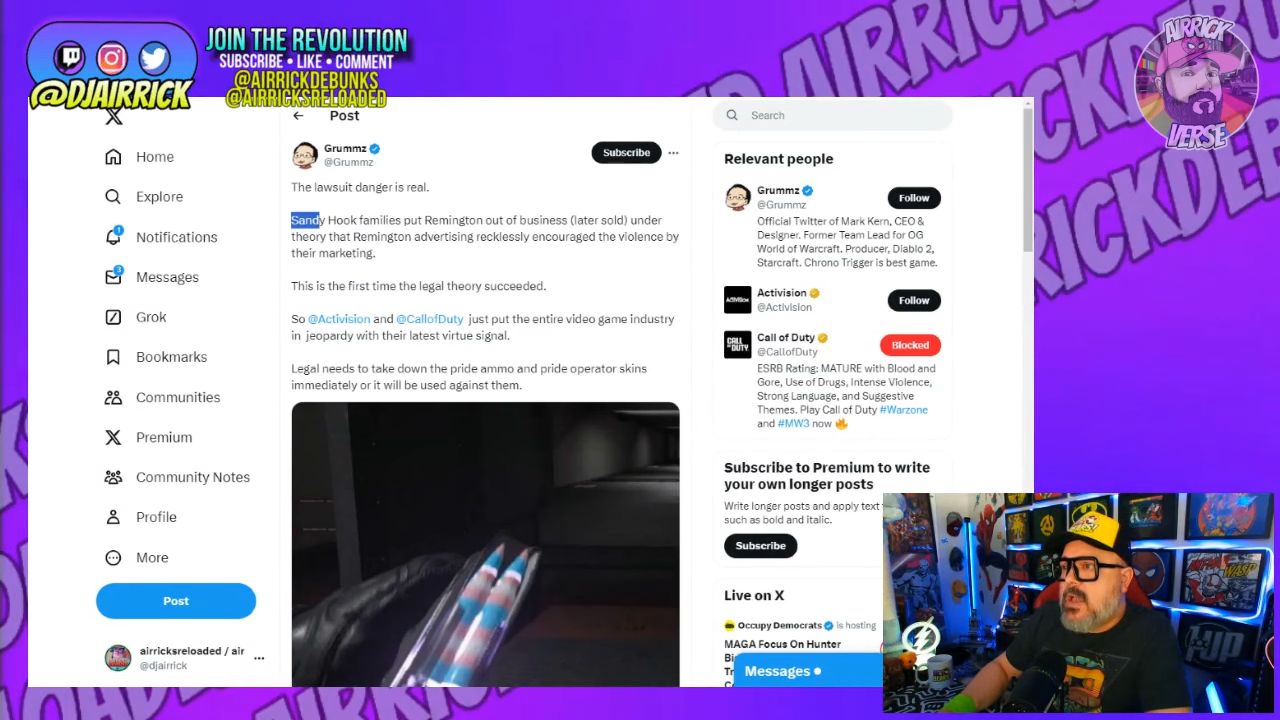 JOIN THE REVOLUTION
SUBSCRIBE • LIKE • COMMENT
@AIRRICKDEBUNKS
@AIRRICKSRELOADED
@DJAIRRICK
AIRRICK
VERSE
Home
Explore
1
Notifications
3
Messages
Grok
Bookmarks
Communities
Premium
Community Notes
Profile
More
Post
airricksreloaded / air
@djairrick
Post
Grummz
@Grummz
Subscribe
The lawsuit danger is real.
Sandy Hook families put Remington out of business (later sold) under
theory that Remington advertising recklessly encouraged the violence by
their marketing.
This is the first time the legal theory succeeded.
So @Activision and @CallofDuty just put the entire video game industry
in jeopardy with their latest virtue signal.
Legal needs to take down the pride ammo and pride operator skins
immediately or it will be used against them.
Search
Relevant people
Grummz
@Grummz
Follow
Official Twitter of Mark Kern, CEO &
Designer. Former Team Lead for OG
World of Warcraft. Producer, Diablo 2,
Starcraft. Chrono Trigger is best game.
ACTIVISION
Activision
@Activision
Follow
CALL OF DUTY
Call of Duty
@CallofDuty
Blocked
ESRB Rating: MATURE with Blood and
Gore, Use of Drugs, Intense Violence,
Strong Language, and Suggestive
Themes. Play Call of Duty #Warzone
and #MW3 now 🔥
Subscribe to Premium to write
your own longer posts
Write longer posts and apply text
such as bold and italic.
Subscribe
Live on X
Occupy Democrats is hosting
MAGA Focus On Hunter
Messages
WASP
1UP